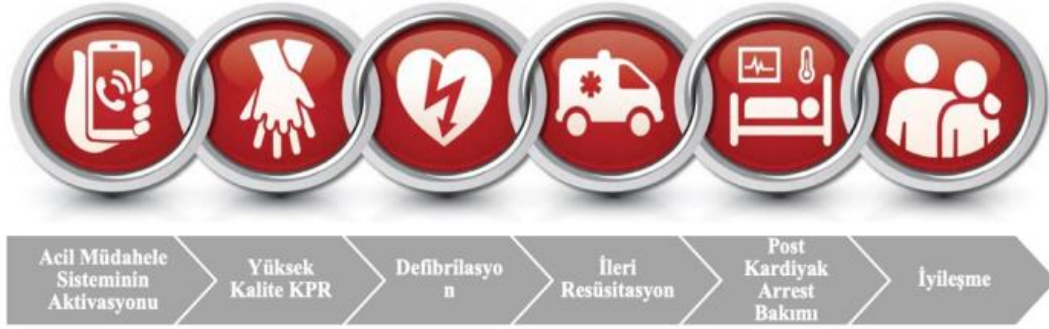 Acil Müdahele
Sisteminin
Aktivasyonu
Yüksek
Kalite KPR
Defibrilasyo
n
İleri
Resüsitasyon
Post
Kardiyak
Arrest
Bakımı
İyileşme